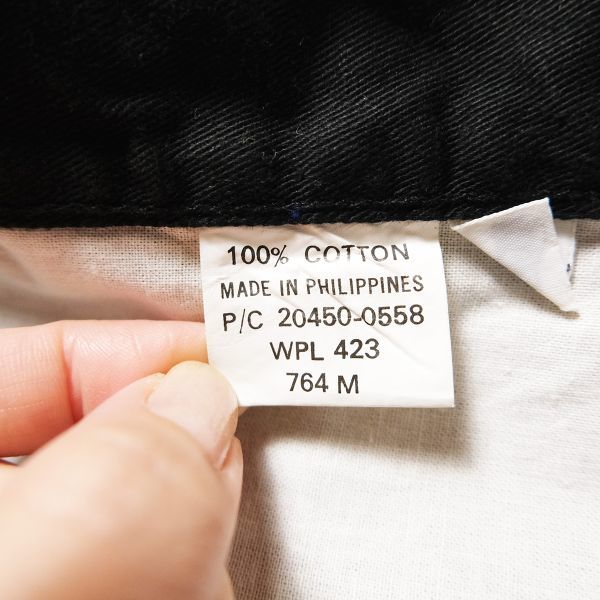 100% COTTON
MADE IN PHILIPPINES
P/C 20450-0558
WPL 423
764 M